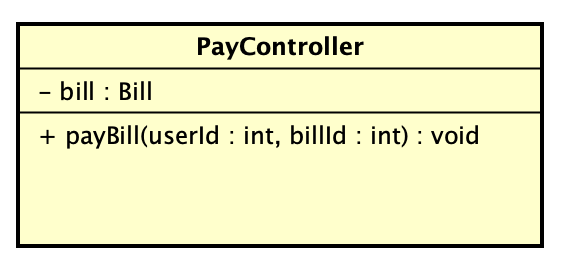 PayController
- bill : Bill
+ payBill(userId : int, billId : int) : void